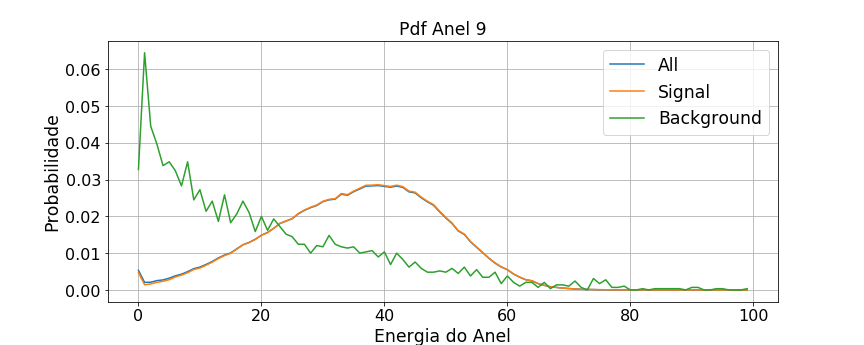 Pdf Anel 9
All
Signal
Background
Probabilidade
0.06
0.05
0.04
0.03
0.02
0.01
0.00
0 20 40 60 80 100
Energia do Anel